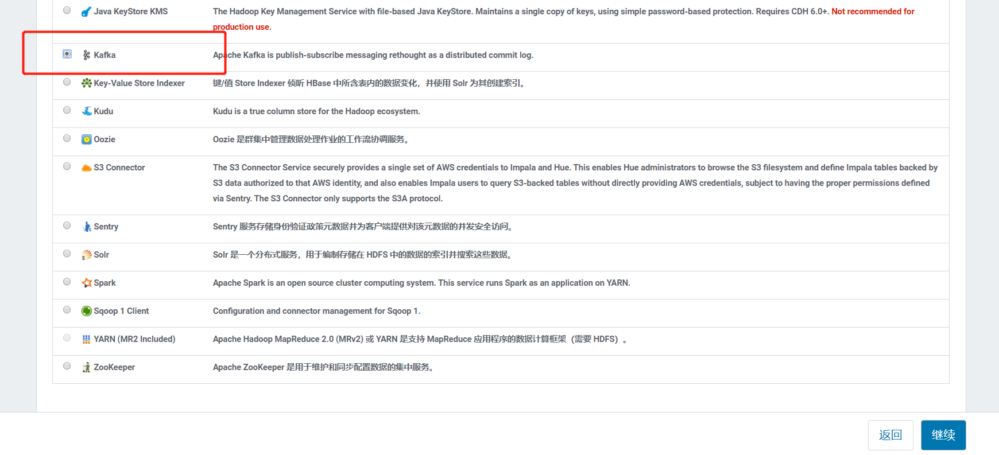 Java KeyStore KMS
The Hadoop Key Management Service with file-based Java KeyStore. Maintains a single copy of keys, using simple password-based protection. Requires CDH 6.0+. Not recommended for
production use.
Kafka
Apache Kafka is publish-subscribe messaging rethought as a distributed commit log.
Key-Value Store Indexer
键/值 Store Indexer 侦听 HBase 中所含表内的数据变化，并使用 Solr 为其创建索引。
Kudu
Kudu is a true column store for the Hadoop ecosystem.
Oozie
Oozie 是群集中管理数据处理作业的工作流协调服务。
S3 Connector
The S3 Connector Service securely provides a single set of AWS credentials to Impala and Hue. This enables Hue administrators to browse the S3 filesystem and define Impala tables backed by
S3 data authorized to that AWS identity, and also enables Impala users to query S3-backed tables without directly providing AWS credentials, subject to having the proper permissions defined
via Sentry. The S3 Connector only supports the S3A protocol.
Sentry
Sentry 服务存储身份验证政策元数据并为客户端提供对该元数据的并发安全访问。
Solr
Solr 是一个分布式服务，用于编制存储在 HDFS 中的数据的索引并搜索这些数据。
Spark
Apache Spark is an open source cluster computing system. This service runs Spark as an application on YARN.
Sqoop 1 Client
Configuration and connector management for Sqoop 1.
YARN (MR2 Included)
Apache Hadoop MapReduce 2.0 (MRv2) 或 YARN 是支持 MapReduce 应用程序的数据计算框架（需要 HDFS）。
ZooKeeper
Apache ZooKeeper 是用于维护和同步配置数据的集中服务。
返回
继续